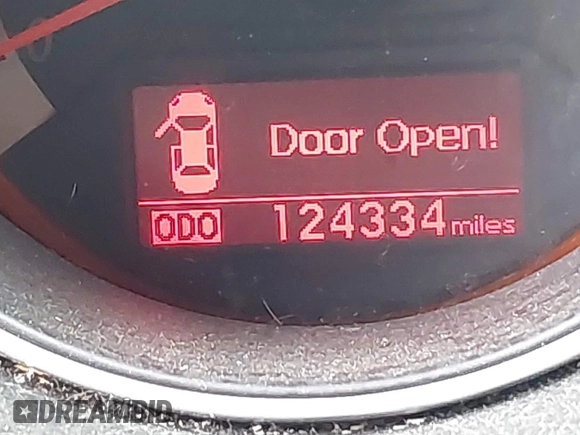 Door Open!
ODO 124334 miles
DREAMBID